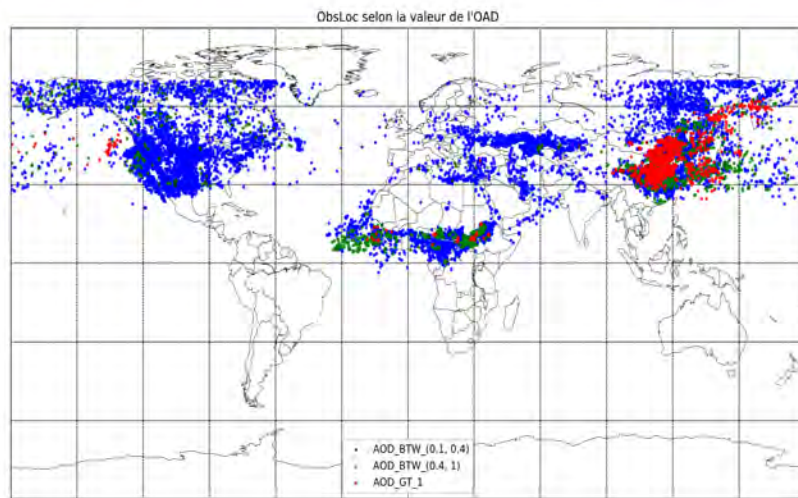 ObsLoc selon la valeur de l'OAD
AOD_BTW_(0.1, 0.4)
AOD_BTW_(0.4, 1)
AOD_GT_1